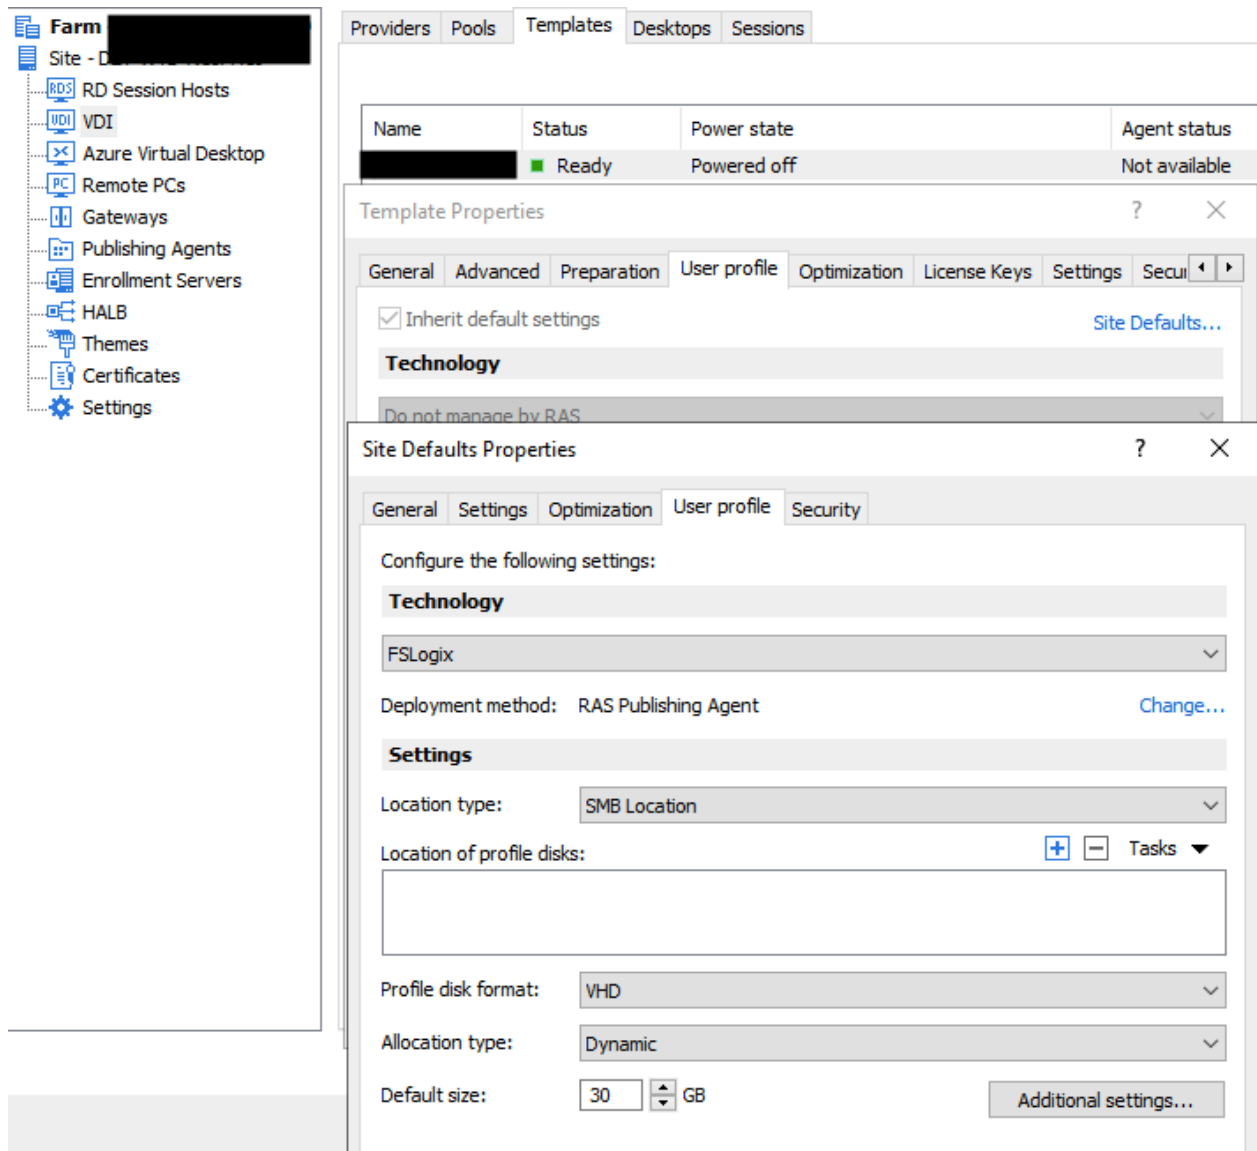 Farm
Site - D
RD Session Hosts
VDI
Azure Virtual Desktop
Remote PCs
Gateways
Publishing Agents
Enrollment Servers
HALB
Themes
Certificates
Settings
Providers Pools Templates Desktops Sessions
Name Status Power state Agent status
Ready Powered off Not available
Template Properties ?
General Advanced Preparation User profile Optimization License Keys Settings Secur
Inherit default settings Site Defaults...
Technology
Do not manage by RAS
Site Defaults Properties ?
General Settings Optimization User profile Security
Configure the following settings:
Technology
FSLogix
Deployment method: RAS Publishing Agent Change...
Settings
Location type: SMB Location
Location of profile disks: Tasks
Profile disk format: VHD
Allocation type: Dynamic
Default size: 30 GB Additional settings...